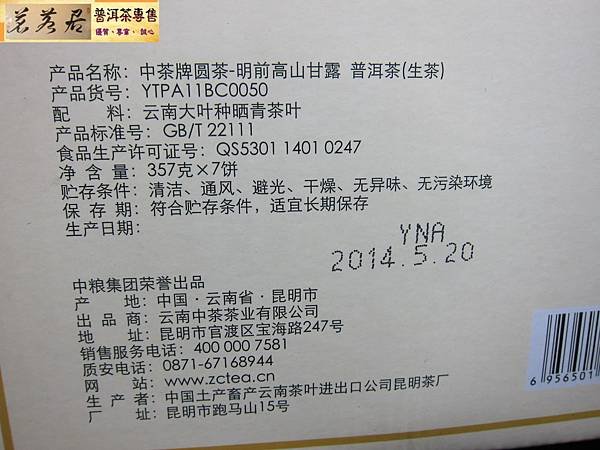 茗茗居
普洱茶專售
優質、專業、誠心
产品名称：中茶牌圆茶-明前高山甘露 普洱茶(生茶)
产品货号：YTPA11BC0050
配 料：云南大叶种晒青茶叶
产品标准号：GB/T 22111
食品生产许可证号：QS5301 1401 0247
净 含 量：357克×7饼
贮存条件：清洁、通风、避光、干燥、无异味、无污染环境
保 存 期：符合贮存条件，适宜长期保存
生产日期：
YNA
2014.5.20
中粮集团荣誉出品
产 地：中国·云南省·昆明市
出 品 商：云南中茶茶业有限公司
地 址：昆明市官渡区宝海路247号
销售服务电话：400 000 7581
质安电话：0871-67168944
网 站：www.zctea.cn
生 产 者：中国土产畜产云南茶叶进出口公司昆明茶厂
厂 址：昆明市跑马山15号
6 956501